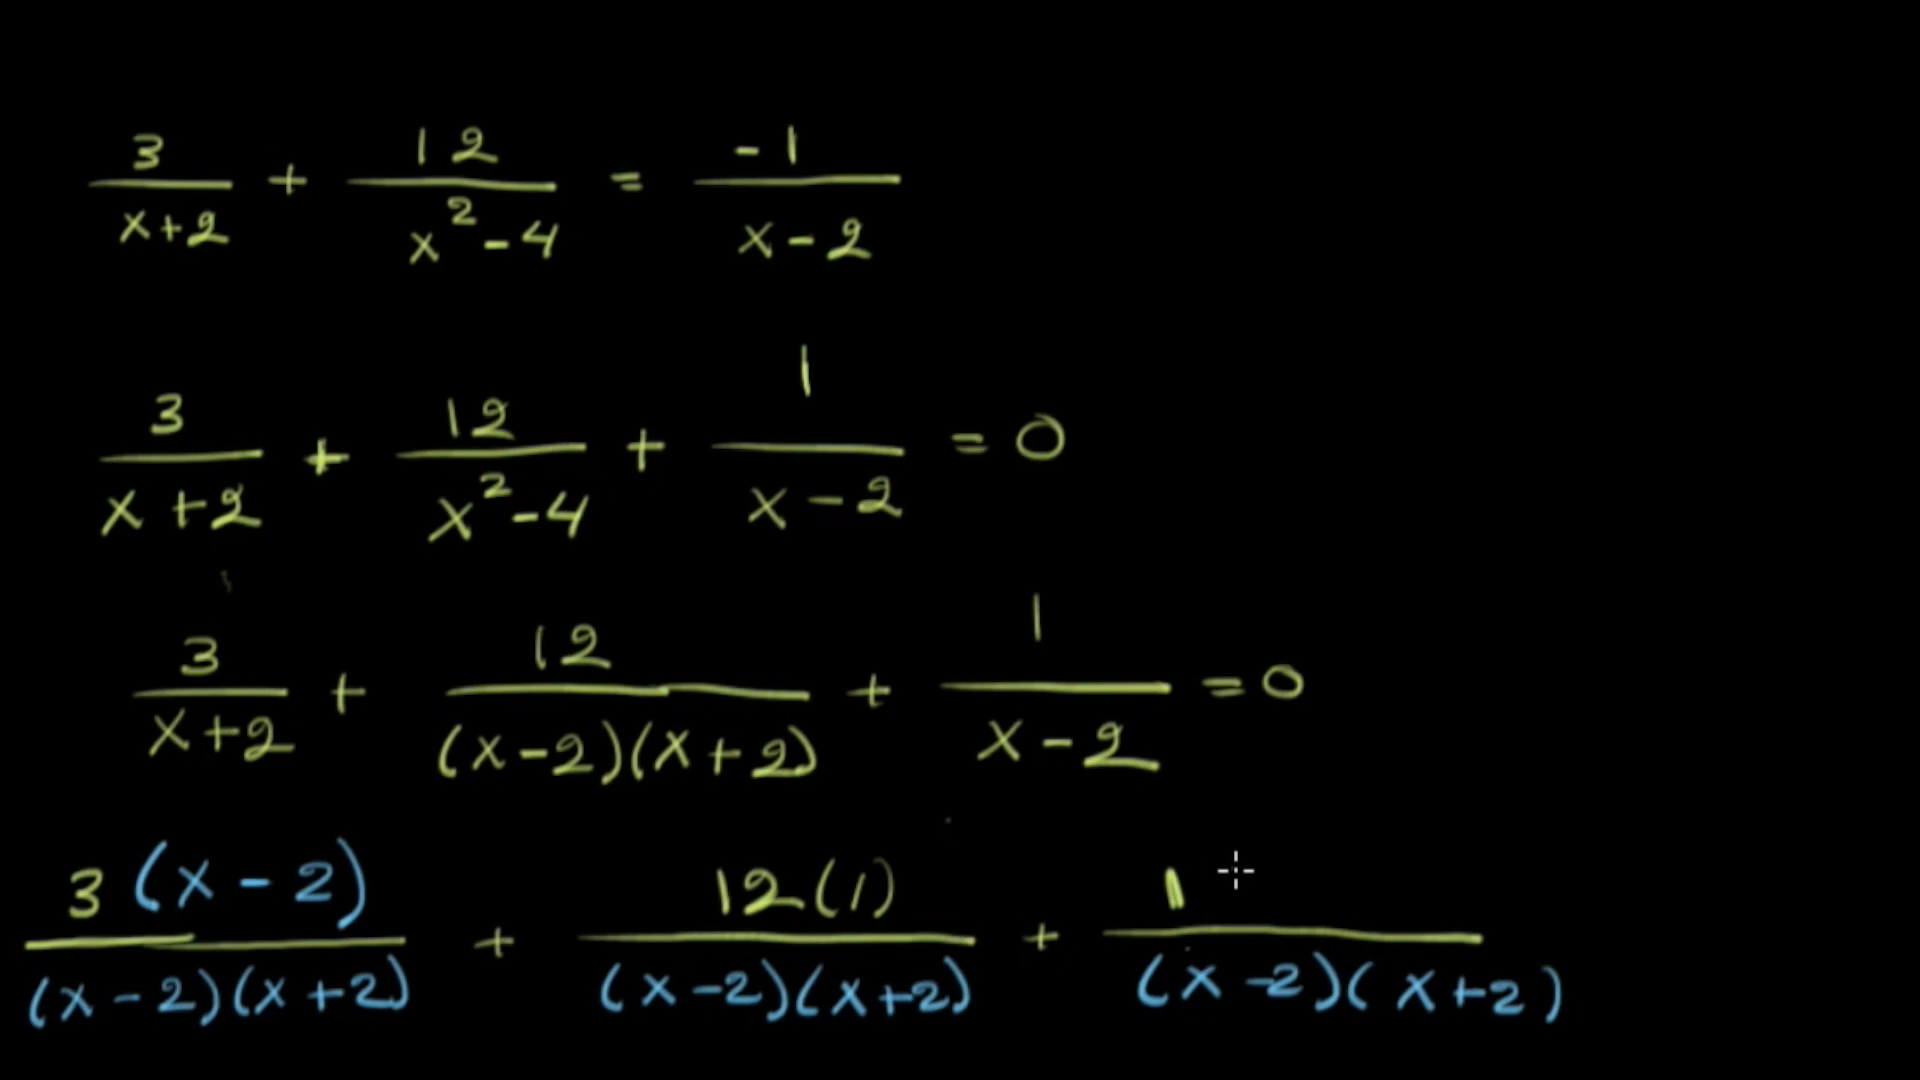 3/(x+2) + 12/(x²-4) = -1/(x-2)
3/(x+2) + 12/(x²-4) + 1/(x-2) = 0
3/(x+2) + 12/((x-2)(x+2)) + 1/(x-2) = 0
3(x-2)/((x-2)(x+2)) + 12(1)/((x-2)(x+2)) + 1/((x-2)(x+2))